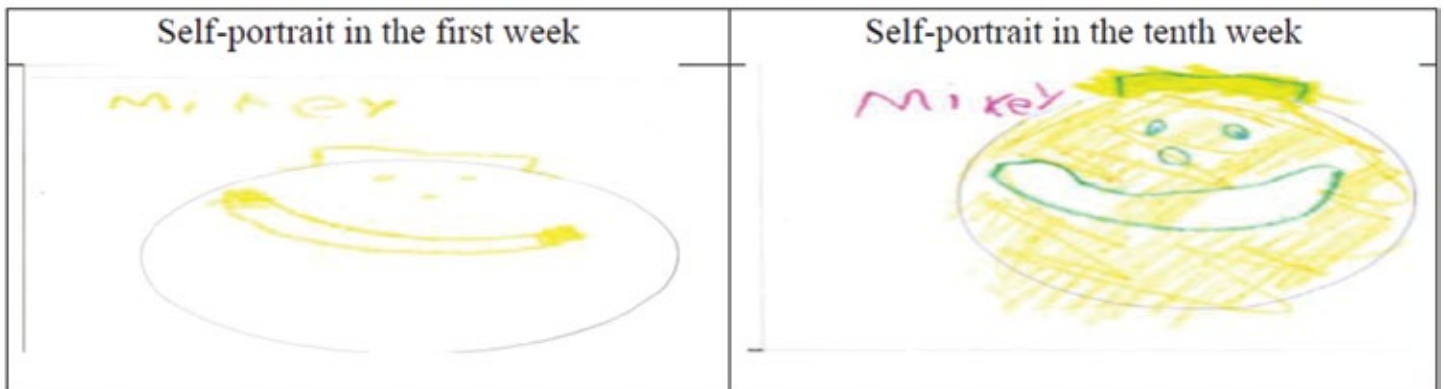 Self-portrait in the first week
Self-portrait in the tenth week
Mikey
Mikey